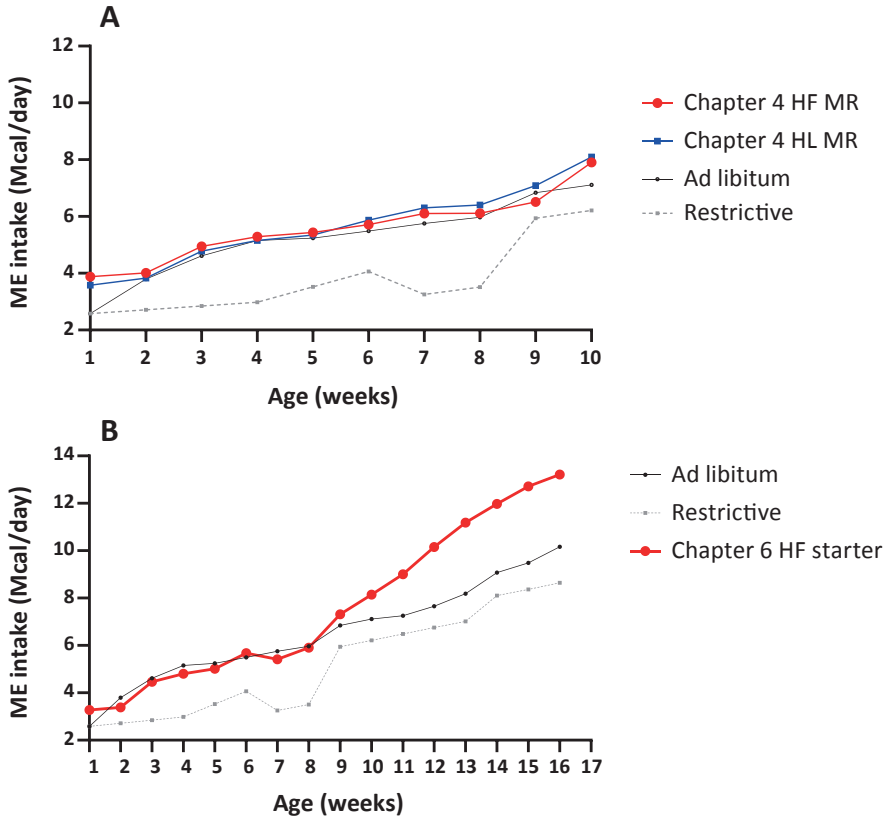 A
12
10
8
6
4
2
ME intake (Mcal/day)
1 2 3 4 5 6 7 8 9 10
Age (weeks)
Chapter 4 HF MR
Chapter 4 HL MR
Ad libitum
Restrictive
B
14
12
10
8
6
4
2
ME intake (Mcal/day)
1 2 3 4 5 6 7 8 9 10 11 12 13 14 15 16 17
Age (weeks)
Ad libitum
Restrictive
Chapter 6 HF starter